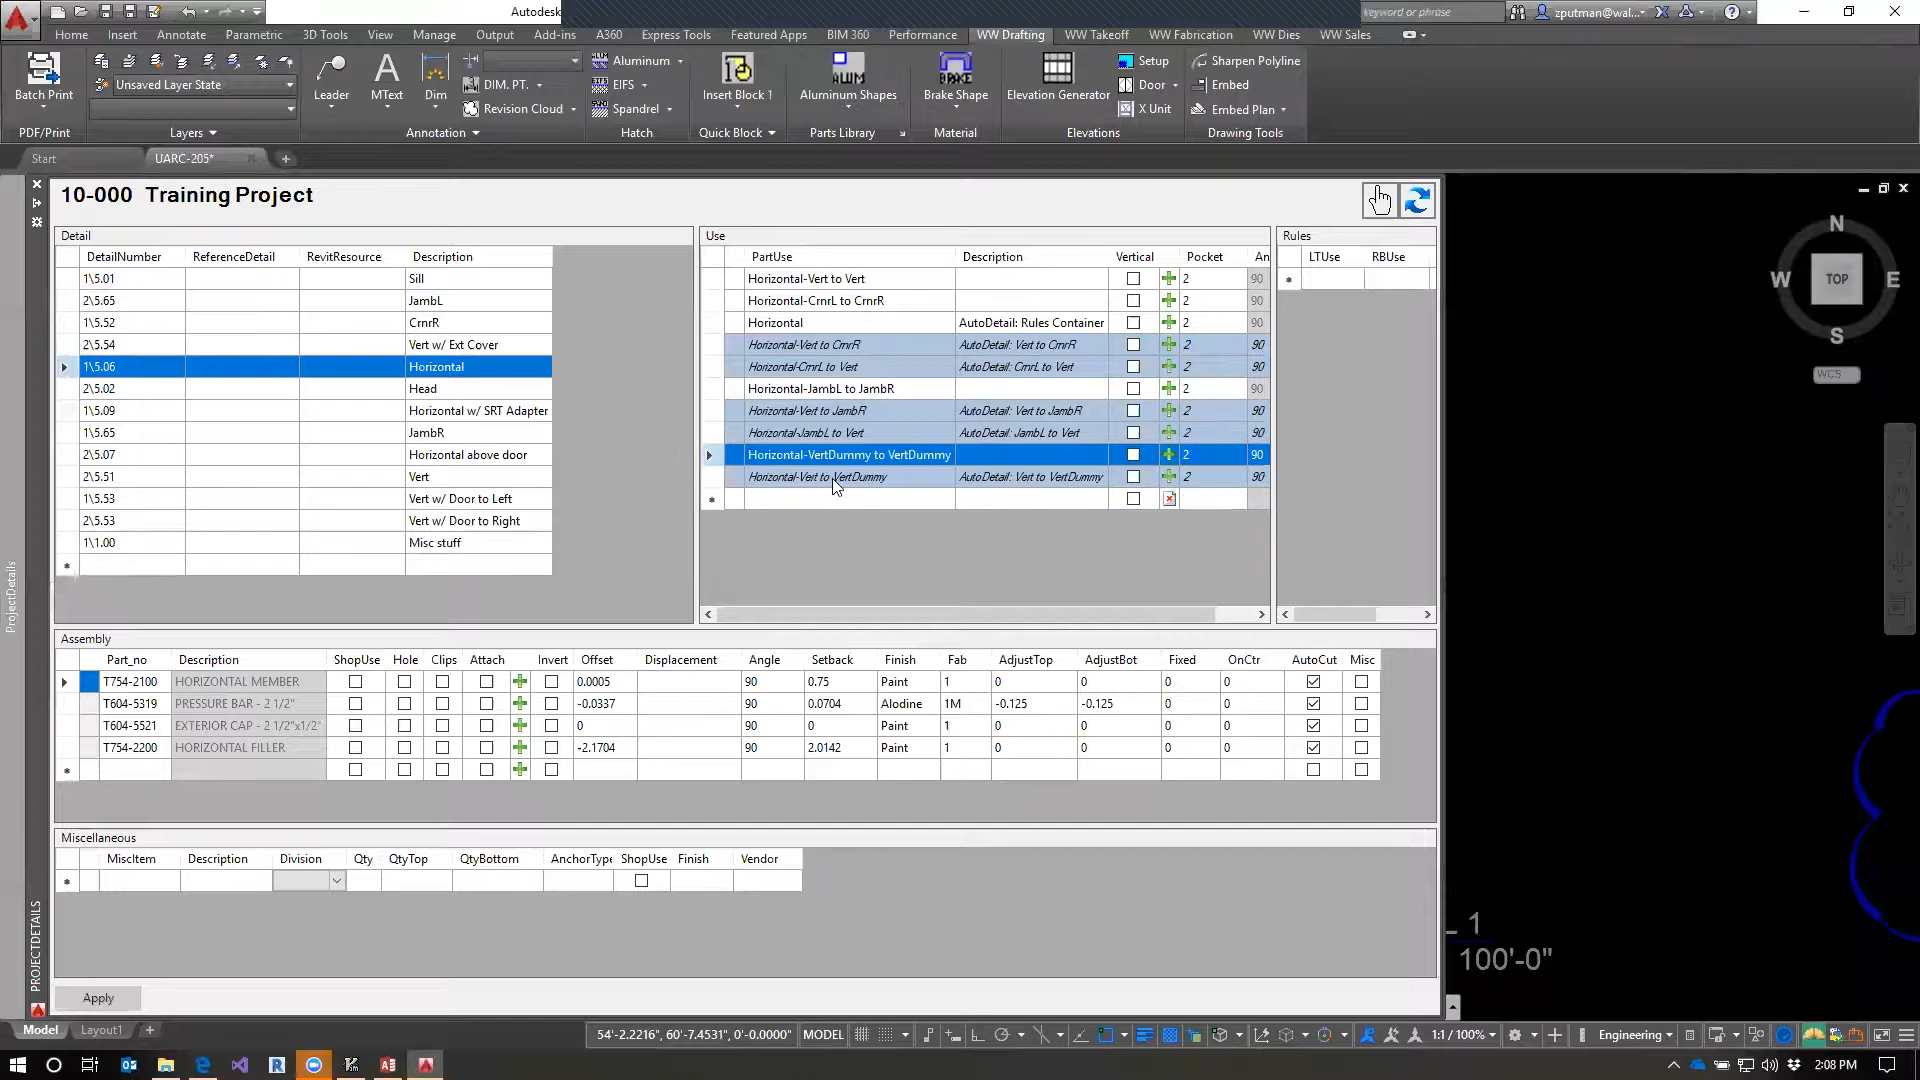 Autodesk
keyword or phrase
zputman@wal...
Home Insert Annotate Parametric 3D Tools View Manage Output Add-ins A360 Express Tools Featured Apps BIM 360 Performance WW Drafting WW Takeoff WW Fabrication WW Dies WW Sales
Batch Print
Unsaved Layer State
Leader
MText
Dim
DIM. PT.
Revision Cloud
Aluminum
EIFS
Spandrel
Insert Block 1
ALUM
Aluminum Shapes
BRAKE
Brake Shape
Elevation Generator
Setup
Door
X Unit
Sharpen Polyline
Embed
Embed Plan
PDF/Print Layers Annotation Hatch Quick Block Parts Library Material Elevations Drawing Tools
Start UARC-205*
10-000 Training Project
Detail
DetailNumber ReferenceDetail RevitResource Description
1\5.01 Sill
2\5.65 JambL
1\5.52 CrnrR
2\5.54 Vert w/ Ext Cover
1\5.06 Horizontal
2\5.02 Head
1\5.09 Horizontal w/ SRT Adapter
1\5.65 JambR
2\5.07 Horizontal above door
2\5.51 Vert
1\5.53 Vert w/ Door to Left
2\5.53 Vert w/ Door to Right
1\1.00 Misc stuff
Use
PartUse Description Vertical Pocket An
Horizontal-Vert to Vert 2 90
Horizontal-CrnrL to CrnrR 2 90
Horizontal AutoDetail: Rules Container 2 90
Horizontal-Vert to CrnrR AutoDetail: Vert to CrnrR 2 90
Horizontal-CrnrL to Vert AutoDetail: CrnrL to Vert 2 90
Horizontal-JambL to JambR 2 90
Horizontal-Vert to JambR AutoDetail: Vert to JambR 2 90
Horizontal-JambL to Vert AutoDetail: JambL to Vert 2 90
Horizontal-VertDummy to VertDummy 2 90
Horizontal-Vert to VertDummy AutoDetail: Vert to VertDummy 2 90
Rules
LTUse RBUse
Assembly
Part_no Description ShopUse Hole Clips Attach Invert Offset Displacement Angle Setback Finish Fab AdjustTop AdjustBot Fixed OnCtr AutoCut Misc
T754-2100 HORIZONTAL MEMBER 0.0005 90 0.75 Paint 1 0 0 0 0
T604-5319 PRESSURE BAR - 2 1/2" -0.0337 90 0.0704 Alodine 1M -0.125 -0.125 0 0
T604-5521 EXTERIOR CAP - 2 1/2"x1/2" 0 90 0 Paint 1 0 0 0 0
T754-2200 HORIZONTAL FILLER -2.1704 90 2.0142 Paint 1 0 0 0 0
Miscellaneous
MiscItem Description Division Qty QtyTop QtyBottom AnchorType ShopUse Finish Vendor
Apply
ProjectDetails
PROJECTDETAILS
N
W TOP E
S
WCS
1
100'-0"
Model Layout1
54'-2.2216", 60'-7.4531", 0'-0.0000" MODEL 1:1 / 100% Engineering
2:08 PM